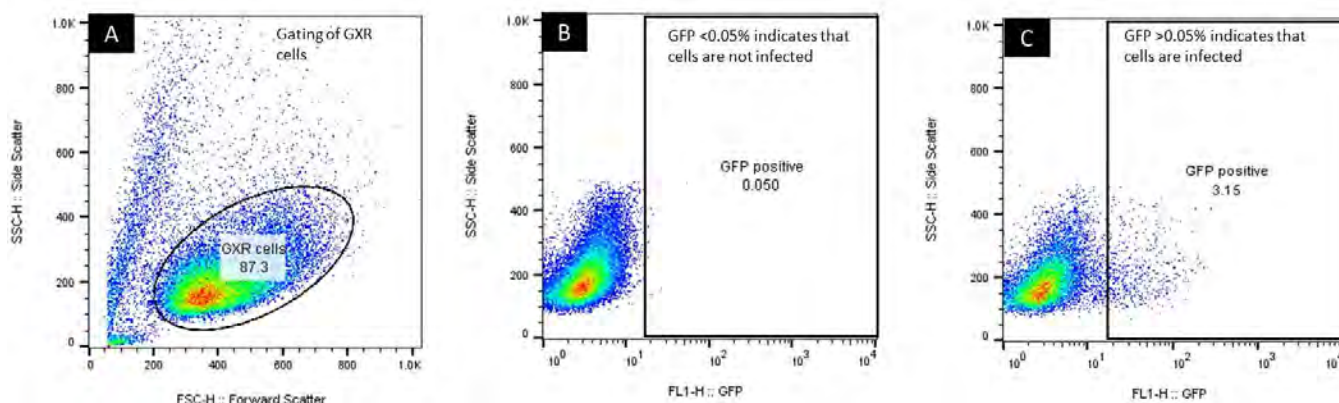 A
Gating of GXR
cells
GXR cells
87.3
SSC-H :: Side Scatter
1.0K
800
600
400
200
0
0
200
400
600
800
1.0K
FSC-H :: Forward Scatter
B
GFP <0.05% indicates that
cells are not infected
GFP positive
0.050
SSC-H :: Side Scatter
1.0K
800
600
400
200
0
10^0
10^1
10^2
10^3
10^4
FL1-H :: GFP
C
GFP >0.05% indicates that
cells are infected
GFP positive
3.15
SSC-H :: Side Scatter
1.0K
800
600
400
200
0
10^0
10^1
10^2
10^3
10
FL1-H :: GFP